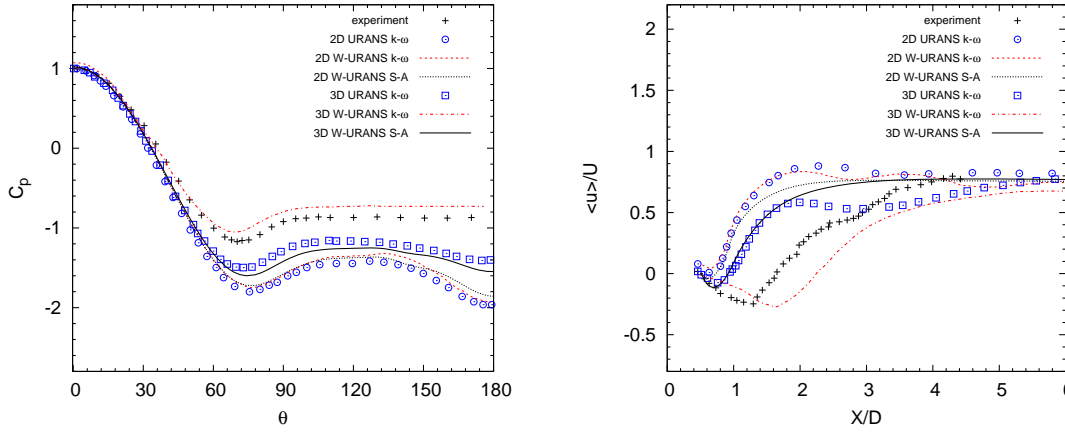 experiment
2D URANS k-ω
2D W-URANS k-ω
2D W-URANS S-A
3D URANS k-ω
3D W-URANS k-ω
3D W-URANS S-A
1
0
-1
-2
Cp
0 30 60 90 120 150 180
θ
experiment
2D URANS k-ω
2D W-URANS k-ω
2D W-URANS S-A
3D URANS k-ω
3D W-URANS k-ω
3D W-URANS S-A
2
1.5
1
0.5
0
-0.5
<u>/U
0 1 2 3 4 5 6
X/D